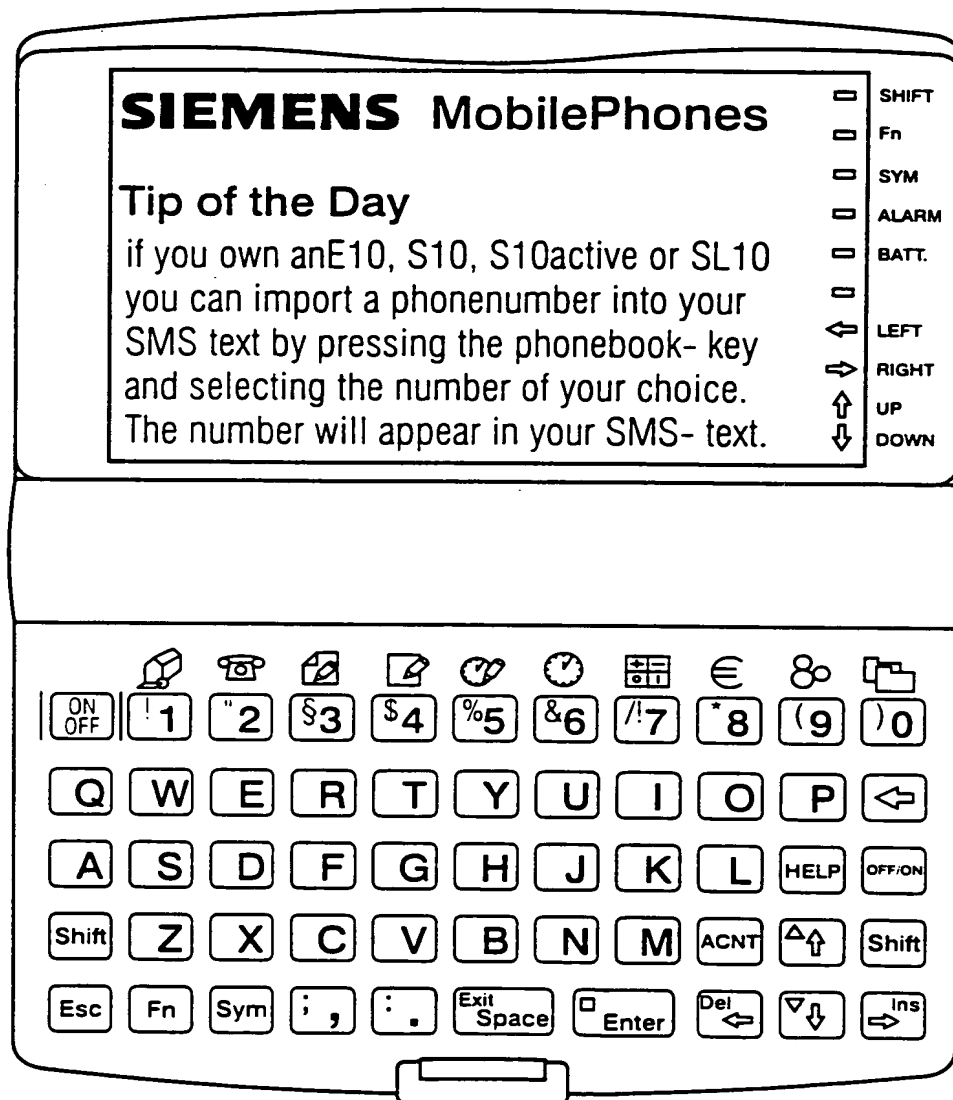 SIEMENS MobilePhones
Tip of the Day
if you own anE10, S10, S10active or SL10
you can import a phonenumber into your
SMS text by pressing the phonebook- key
and selecting the number of your choice.
The number will appear in your SMS- text.
SHIFT
Fn
SYM
ALARM
BATT.
LEFT
RIGHT
UP
DOWN
ON OFF ! 1 " 2 § 3 $ 4 % 5 & 6 /! 7 * 8 ( 9 ) 0
Q W E R T Y U I O P
A S D F G H J K L HELP OFF/ON
Shift Z X C V B N M ACNT Shift
Esc Fn Sym ; , : . Exit Space Enter Del Ins